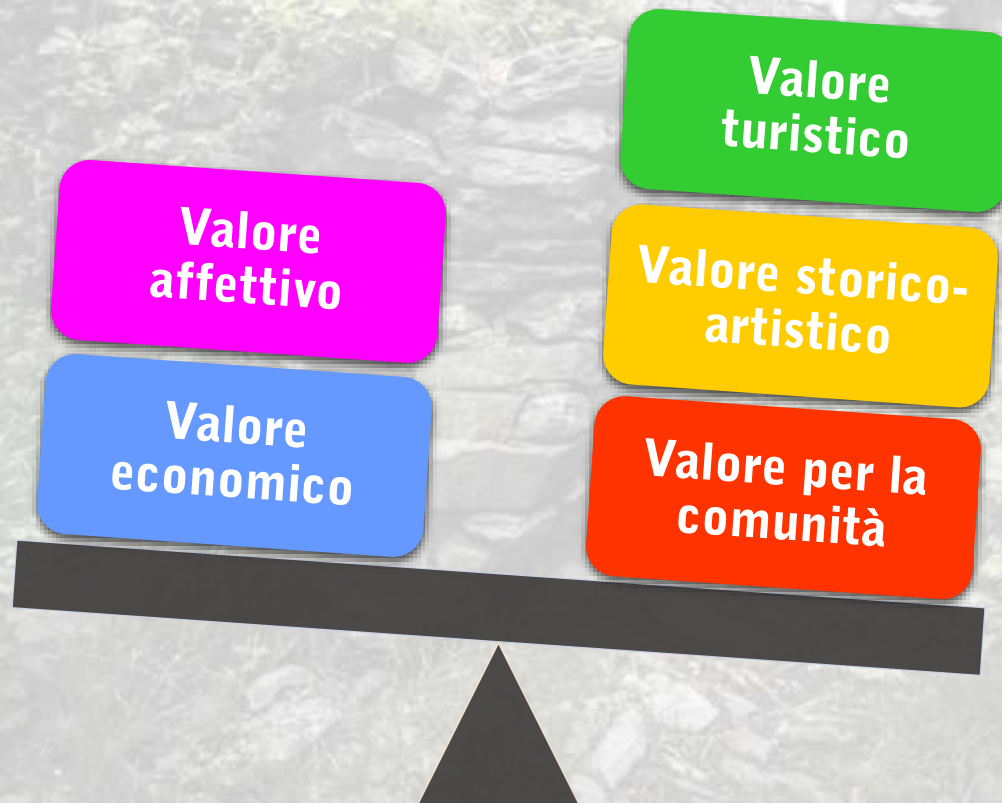 Valore
affettivo
Valore
economico
Valore
turistico
Valore storico-
artistico
Valore per la
comunità